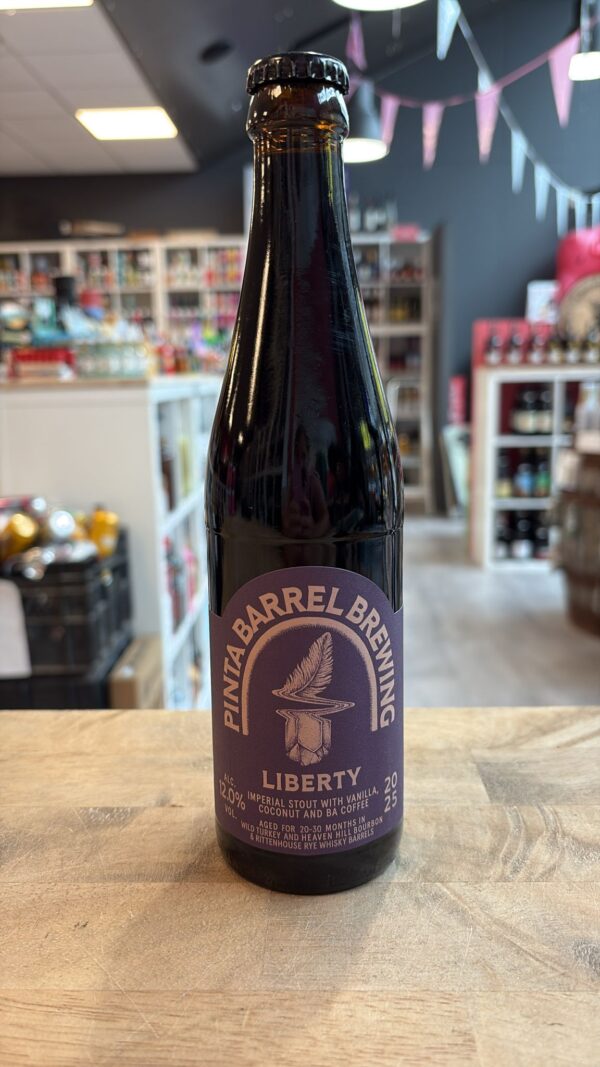 PINTA BARREL BREWING
LIBERTY
ALC.
12.0%
VOL.
IMPERIAL STOUT WITH VANILLA,
COCONUT AND BA COFFEE
20
25
AGED FOR 20-30 MONTHS IN
WILD TURKEY AND HEAVEN HILL BOURBON
& RITTENHOUSE RYE WHISKY BARRELS